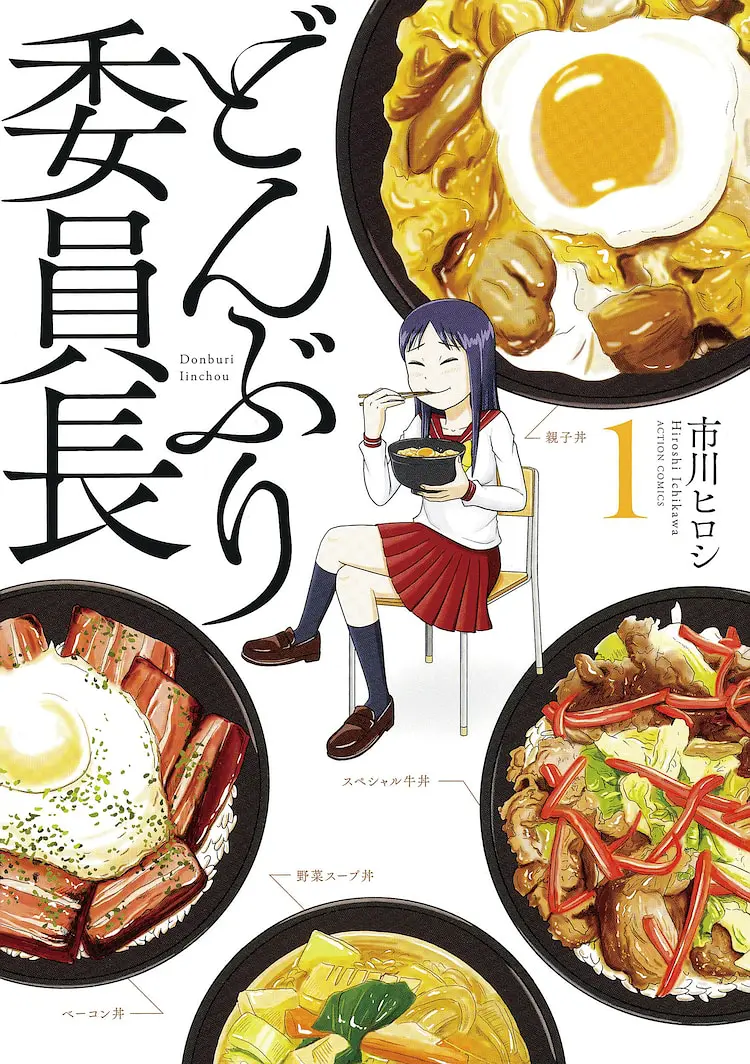 どんぶり
委員長
Donburi
Iinchou
1
市川ヒロシ
Hiroshi Ichikawa
ACTION COMICS
親子丼
スペシャル牛丼
野菜スープ丼
ベーコン丼